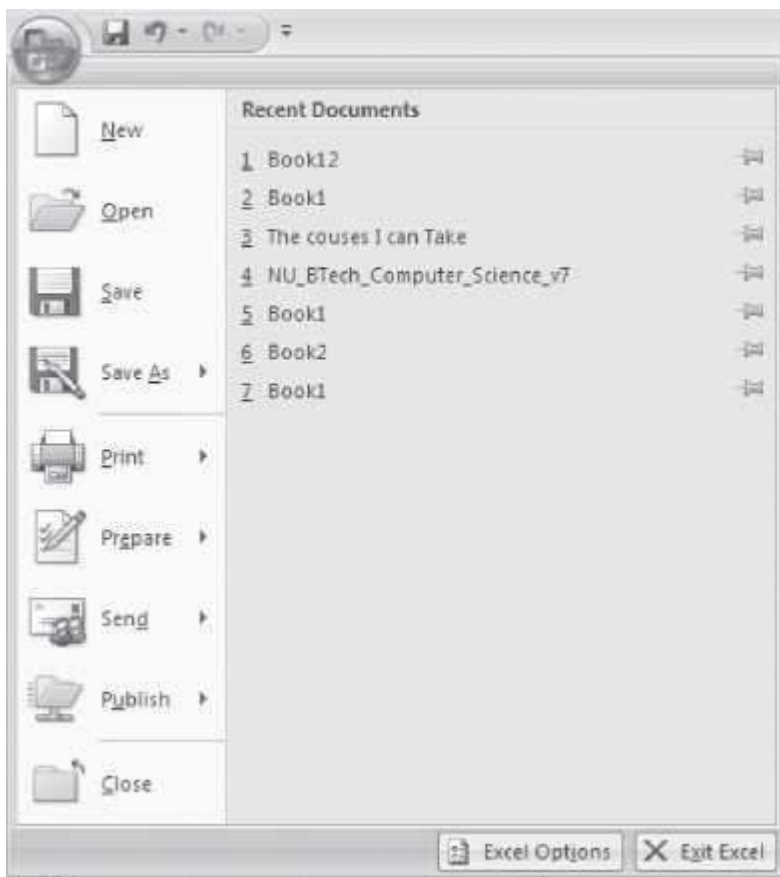 New
Open
Save
Save As
Print
Prepare
Send
Publish
Close
Recent Documents
1 Book12
2 Book1
3 The couses I can Take
4 NU_BTech_Computer_Science_v7
5 Book1
6 Book2
7 Book1
Excel Options
Exit Excel